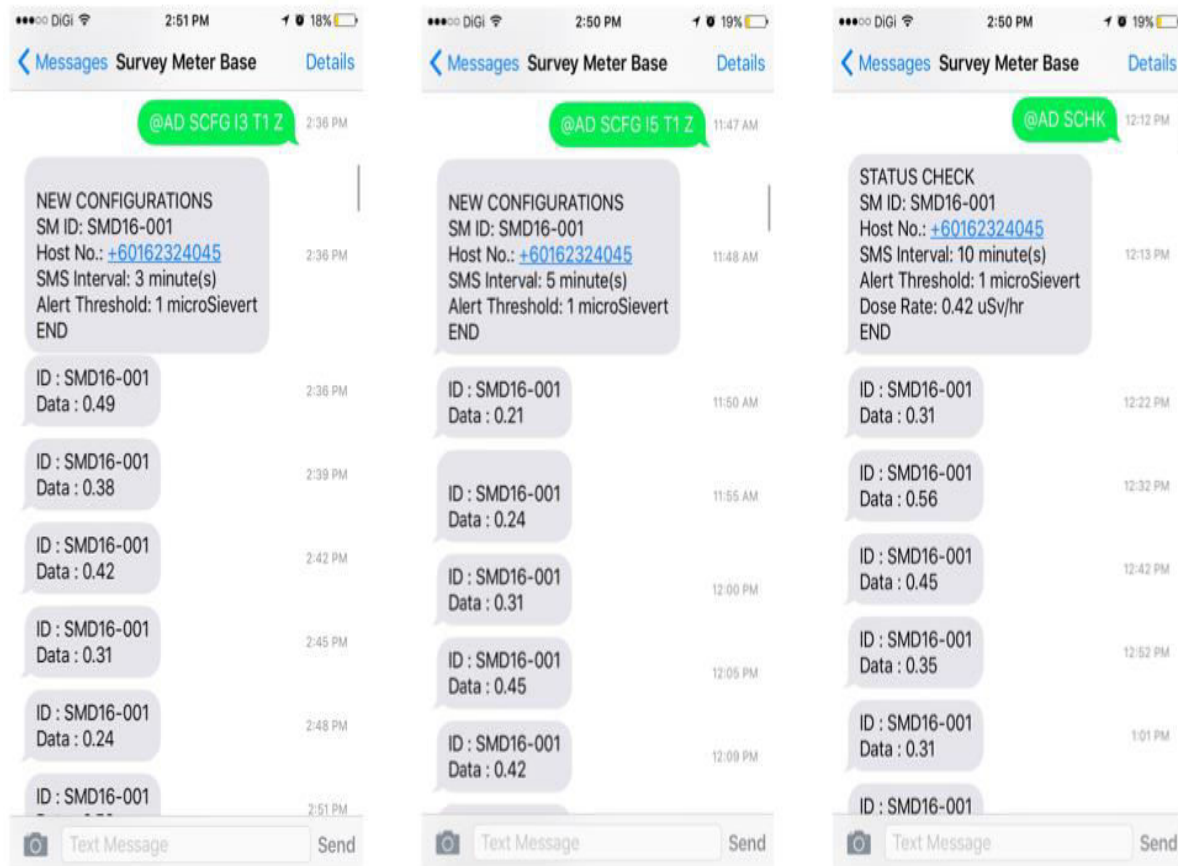 DiGi 2:51 PM 18%
Messages Survey Meter Base Details
@AD SCFG I3 T1 Z 2:36 PM
NEW CONFIGURATIONS
SM ID: SMD16-001
Host No.: +60162324045 2:36 PM
SMS Interval: 3 minute(s)
Alert Threshold: 1 microSievert
END
ID : SMD16-001
Data : 0.49
2:36 PM
ID : SMD16-001
Data : 0.38
2:39 PM
ID : SMD16-001
Data : 0.42
2:42 PM
ID : SMD16-001
Data : 0.31
2:45 PM
ID : SMD16-001
Data : 0.24
2:48 PM
ID : SMD16-001
2:51 PM
Text Message Send
DiGi 2:50 PM 19%
Messages Survey Meter Base Details
@AD SCFG I5 T1 Z 11:47 AM
NEW CONFIGURATIONS
SM ID: SMD16-001
Host No.: +60162324045 11:48 AM
SMS Interval: 5 minute(s)
Alert Threshold: 1 microSievert
END
ID : SMD16-001
Data : 0.21
11:50 AM
ID : SMD16-001
Data : 0.24
11:55 AM
ID : SMD16-001
Data : 0.31
12:00 PM
ID : SMD16-001
Data : 0.45
12:05 PM
ID : SMD16-001
Data : 0.42
12:09 PM
Text Message Send
DiGi 2:50 PM 19%
Messages Survey Meter Base Details
@AD SCHK 12:12 PM
STATUS CHECK
SM ID: SMD16-001
Host No.: +60162324045
SMS Interval: 10 minute(s) 12:13 PM
Alert Threshold: 1 microSievert
Dose Rate: 0.42 uSv/hr
END
ID : SMD16-001
Data : 0.31
12:22 PM
ID : SMD16-001
Data : 0.56
12:32 PM
ID : SMD16-001
Data : 0.45
12:42 PM
ID : SMD16-001
Data : 0.35
12:52 PM
ID : SMD16-001
Data : 0.31
1:01 PM
ID : SMD16-001
Text Message Send